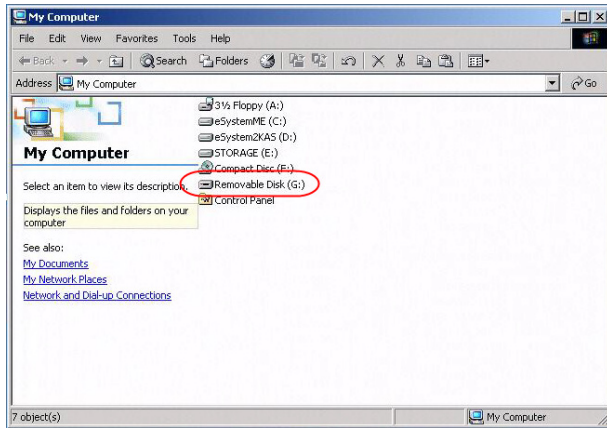 My Computer
File Edit View Favorites Tools Help
Back Search Folders
Address My Computer Go
My Computer
Select an item to view its description.
Displays the files and folders on your
computer
See also:
My Documents
My Network Places
Network and Dial-up Connections
3½ Floppy (A:)
eSystemME (C:)
eSystem2KAS (D:)
STORAGE (E:)
Compact Disc (F:)
Removable Disk (G:)
Control Panel
7 object(s)
My Computer